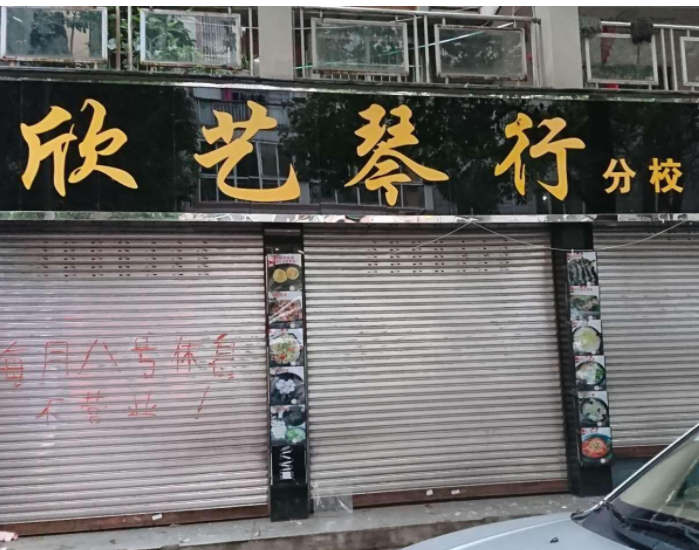 欣艺琴行 分校
每月八号休息
不营业！